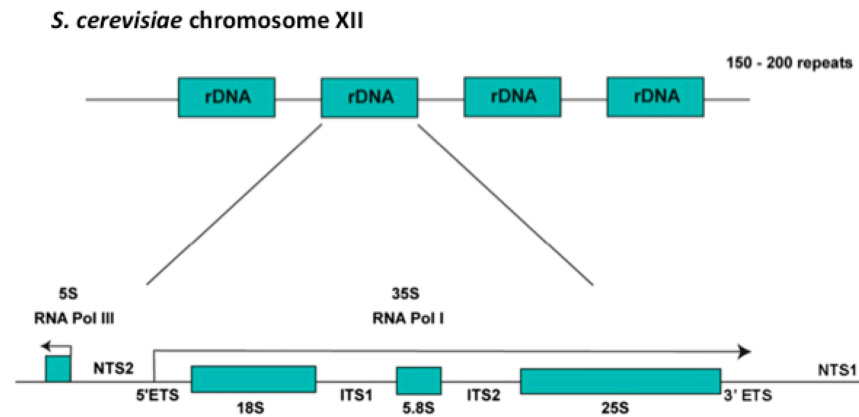 S. cerevisiae chromosome XII
150 - 200 repeats
rDNA rDNA rDNA rDNA
5S 35S
RNA Pol III RNA Pol I
NTS2 NTS1
5'ETS ITS1 ITS2 3' ETS
18S 5.8S 25S